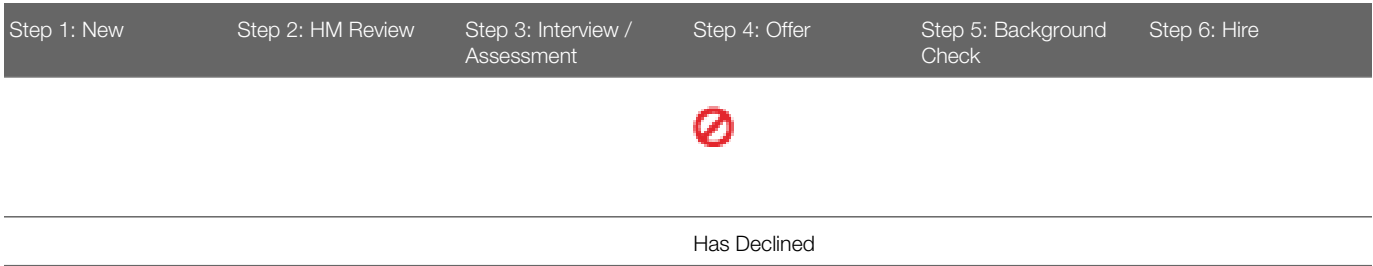 Step 1: New Step 2: HM Review Step 3: Interview / Step 4: Offer Step 5: Background Step 6: Hire
Assessment Check
Has Declined